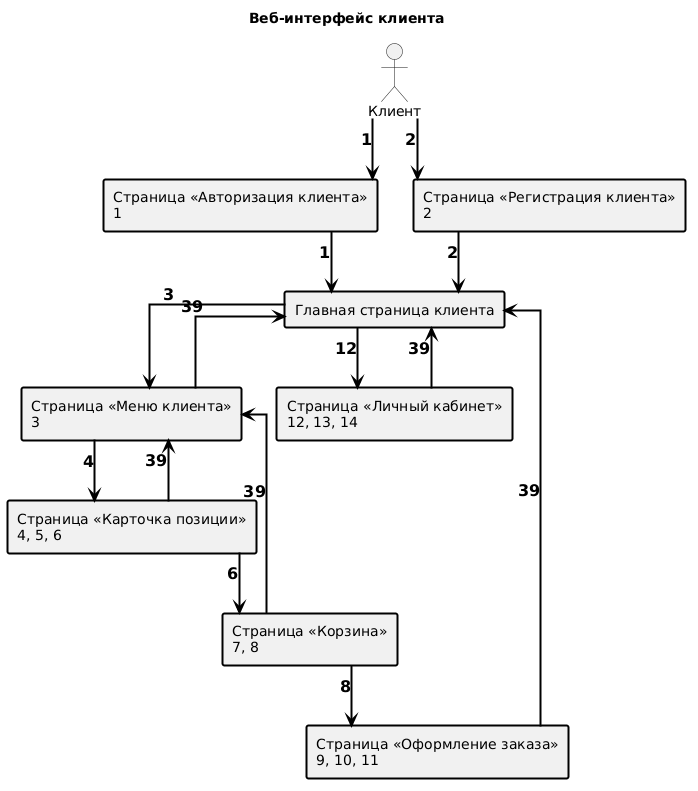 Веб-интерфейс клиента
Клиент
1
2
Страница «Авторизация клиента»
1
Страница «Регистрация клиента»
2
1
2
3
39
Главная страница клиента
12
39
Страница «Меню клиента»
3
Страница «Личный кабинет»
12, 13, 14
4
39
39
39
Страница «Карточка позиции»
4, 5, 6
6
Страница «Корзина»
7, 8
8
Страница «Оформление заказа»
9, 10, 11